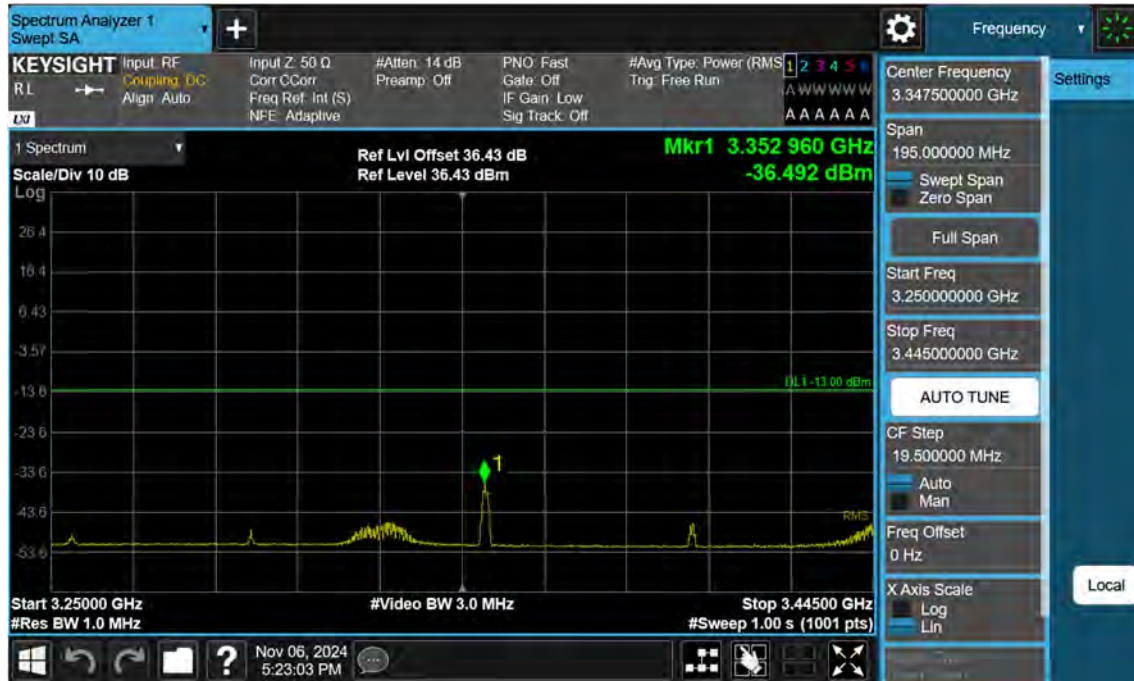 Spectrum Analyzer 1
Swept SA
+
Frequency
KEYSIGHT
RL
LXI
Input: RF
Coupling: DC
Align: Auto
Input Z: 50 Ω
Corr CCorr
Freq Ref: Int (S)
NFE: Adaptive
#Atten: 14 dB
Preamp: Off
PNO: Fast
Gate: Off
IF Gain: Low
Sig Track: Off
#Avg Type: Power (RMS
Trig: Free Run
1 2 3 4 5 6
A W W W W W
A A A A A A
Center Frequency
3.347500000 GHz
Settings
1 Spectrum
Scale/Div 10 dB
Ref Lvl Offset 36.43 dB
Ref Level 36.43 dBm
Mkr1 3.352 960 GHz
-36.492 dBm
Span
195.000000 MHz
Swept Span
Zero Span
Full Span
Start Freq
3.250000000 GHz
Stop Freq
3.445000000 GHz
AUTO TUNE
CF Step
19.500000 MHz
Auto
Man
Freq Offset
0 Hz
X Axis Scale
Log
Lin
Local
Log
26.4
16.4
6.43
-3.57
-13.6
-23.6
-33.6
-43.6
-53.6
DL1 -13.00 dBm
1
RMS
Start 3.25000 GHz
#Res BW 1.0 MHz
#Video BW 3.0 MHz
Stop 3.44500 GHz
#Sweep 1.00 s (1001 pts)
?
Nov 06, 2024
5:23:03 PM